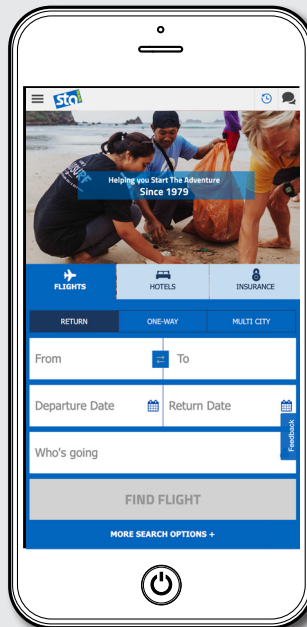 sta
Helping you Start The Adventure
Since 1979
FLIGHTS
HOTELS
INSURANCE
RETURN
ONE-WAY
MULTI CITY
From
To
Departure Date
Return Date
Feedback
Who's going
FIND FLIGHT
MORE SEARCH OPTIONS +